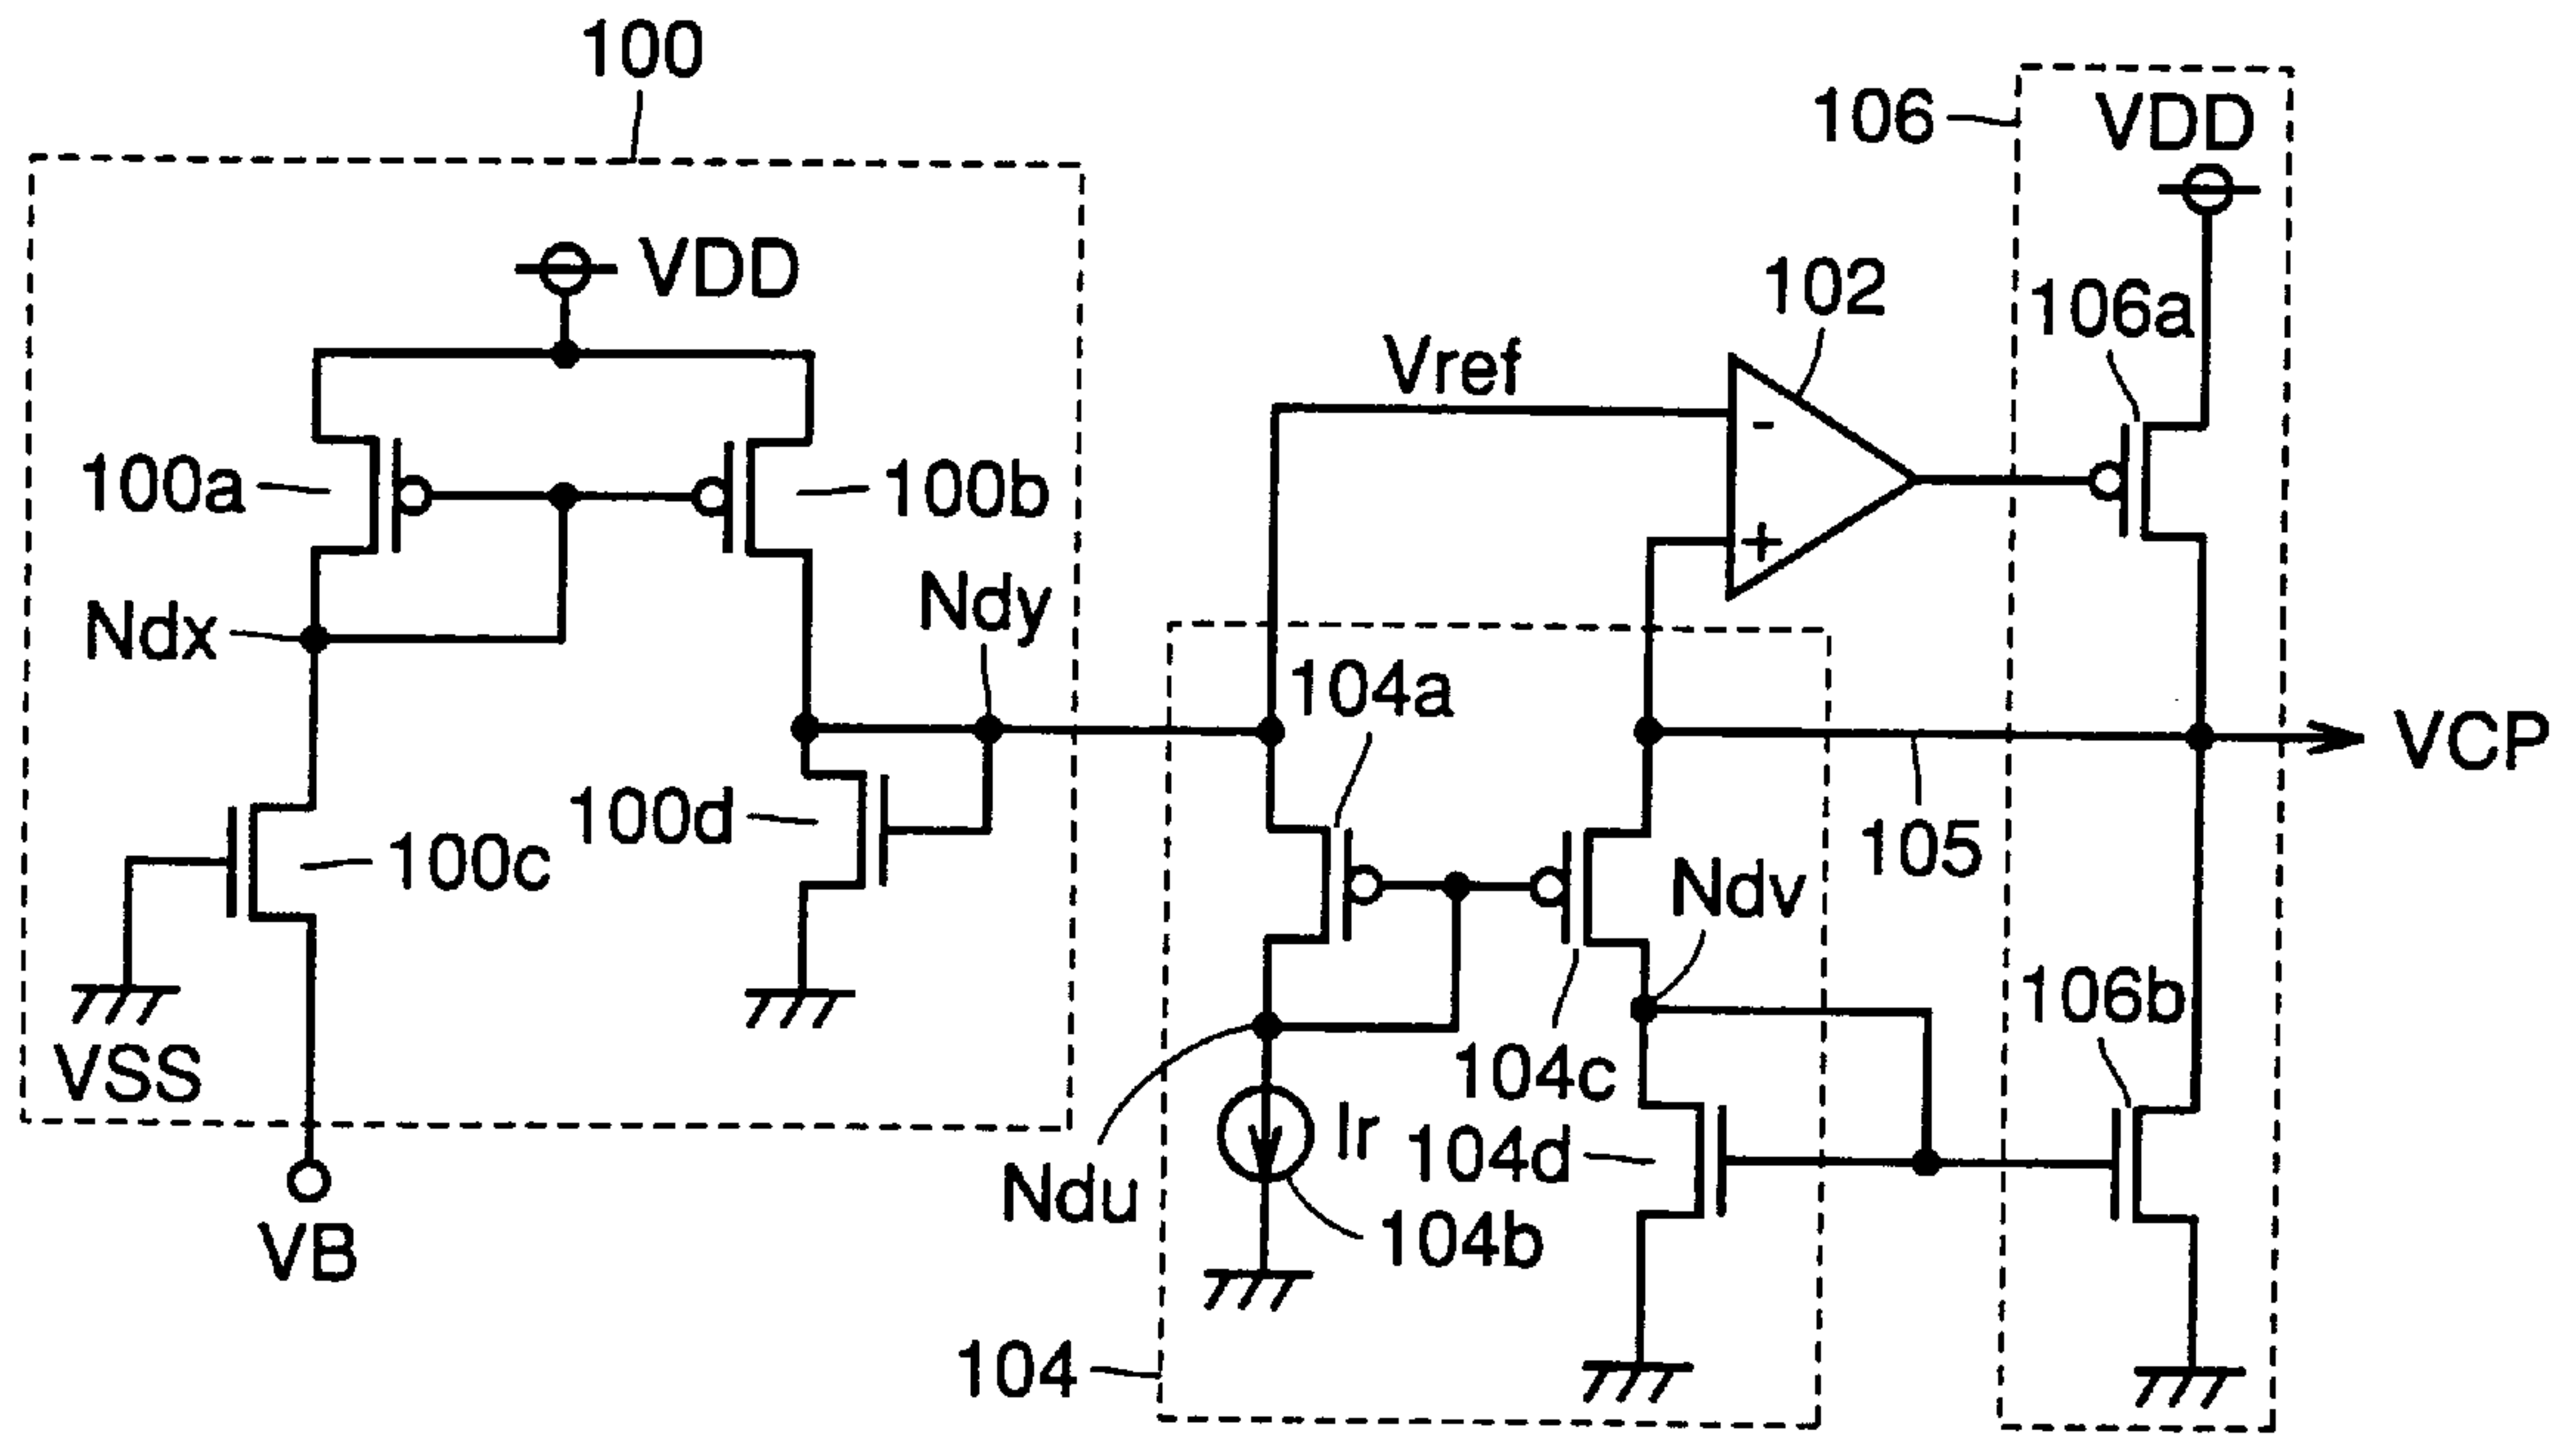 100
106
VDD
VDD
102
106a
Vref
-
100a
100b
+
Ndy
Ndx
104a
VCP
105
100d
100c
Ndv
106b
VSS
104c
Ir
104d
Ndu
104b
VB
104